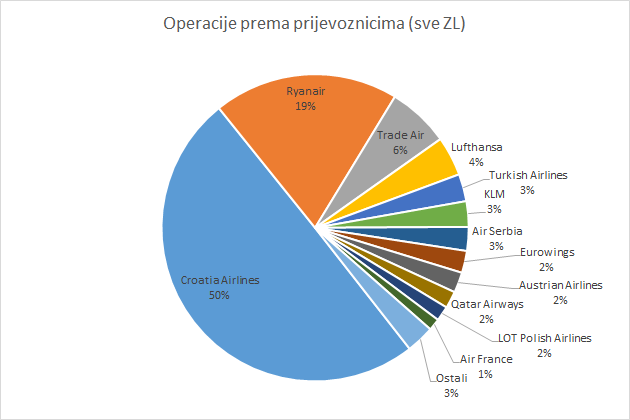 Operacije prema prijevoznicima (sve ZL)
Ryanair
19%
Trade Air
6%
Lufthansa
4%
Turkish Airlines
3%
KLM
3%
Air Serbia
3%
Eurowings
2%
Austrian Airlines
2%
Qatar Airways
2%
LOT Polish Airlines
2%
Air France
1%
Ostali
3%
Croatia Airlines
50%